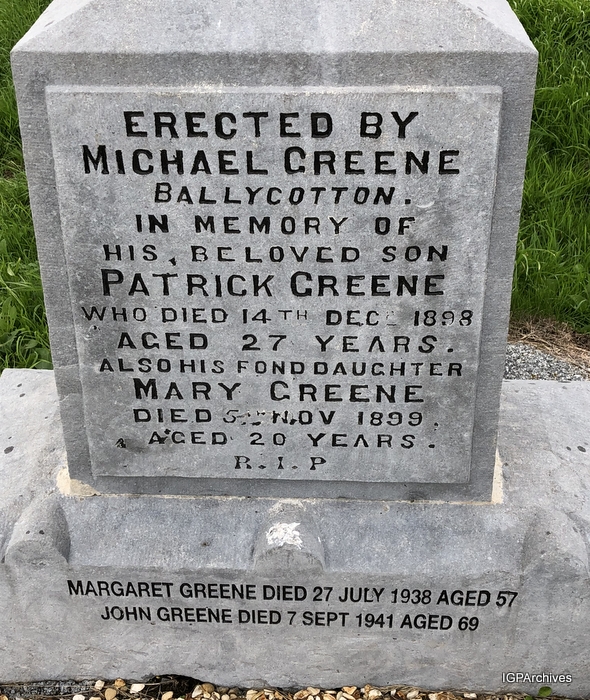 ERECTED BY
MICHAEL GREENE
BALLYCOTTON.
IN MEMORY OF
HIS BELOVED SON
PATRICK GREENE
WHO DIED 14TH DEC 1898
AGED 27 YEARS.
ALSO HIS FOND DAUGHTER
MARY GREENE
DIED NOV 1899
AGED 20 YEARS.
R.I.P
MARGARET GREENE DIED 27 JULY 1938 AGED 57
JOHN GREENE DIED 7 SEPT 1941 AGED 69
IGPArchives